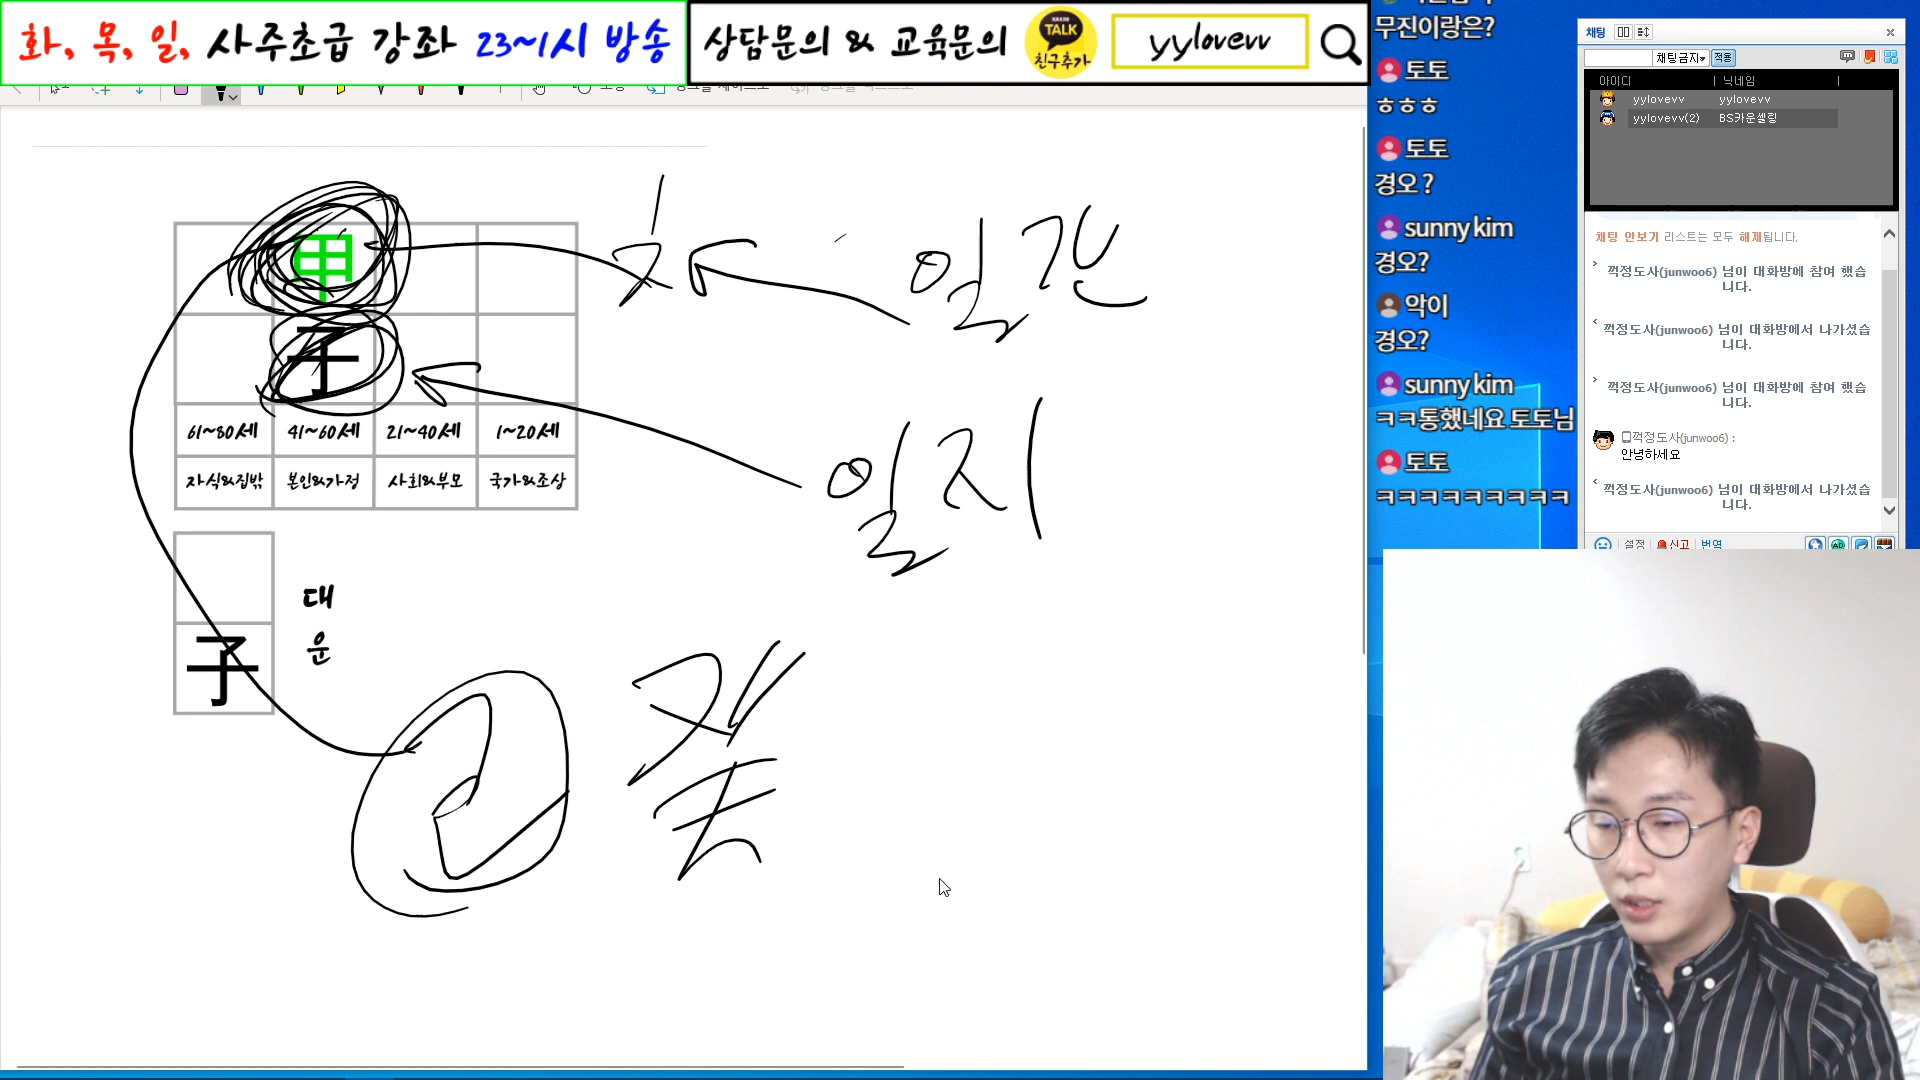 화, 목, 일, 사주초급 강좌 23~1시 방송
상담문의 & 교육문의
TALK
친구추가
yylovevv
甲
子
61~80세 41~60세 21~40세 1~20세
자식&집밖 본인&가정 사회&부모 국가&조상
子
대
운
일간
일지
무진이랑은?
토토
ㅎㅎㅎ
토토
경오 ?
sunny kim
경오?
악이
경오?
sunny kim
ㅋㅋ통했네요 토토님
토토
ㅋㅋㅋㅋㅋㅋㅋㅋㅋ
채팅
채팅금지 적용
아이디 닉네임
yylovevv yylovevv
yylovevv(2) BS카운셀링
채팅 안보기 리스트는 모두 해제됩니다.
꺽정도사(junwoo6) 님이 대화방에 참여 했습
니다.
꺽정도사(junwoo6) 님이 대화방에서 나가셨습
니다.
꺽정도사(junwoo6) 님이 대화방에 참여 했습
니다.
꺽정도사(junwoo6) :
안녕하세요
꺽정도사(junwoo6) 님이 대화방에서 나가셨습
니다.
설정 신고 번역